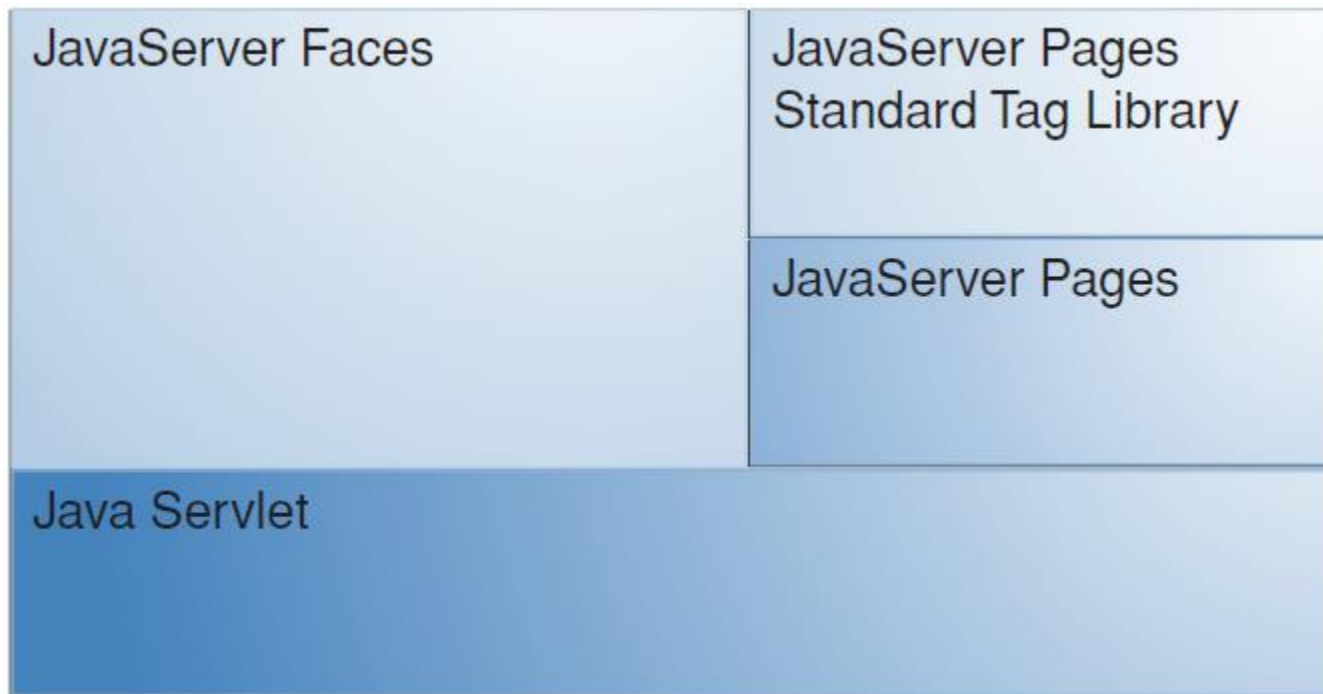 JavaServer Faces
JavaServer Pages
Standard Tag Library
JavaServer Pages
Java Servlet